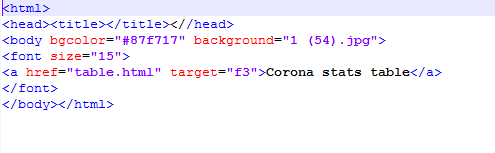 <html>
<head><title></title><//head>
<body bgcolor="#87f717" background="1 (54).jpg">
<font size="15">
<a href="table.html" target="f3">Corona stats table</a>
</font>
</body></html>